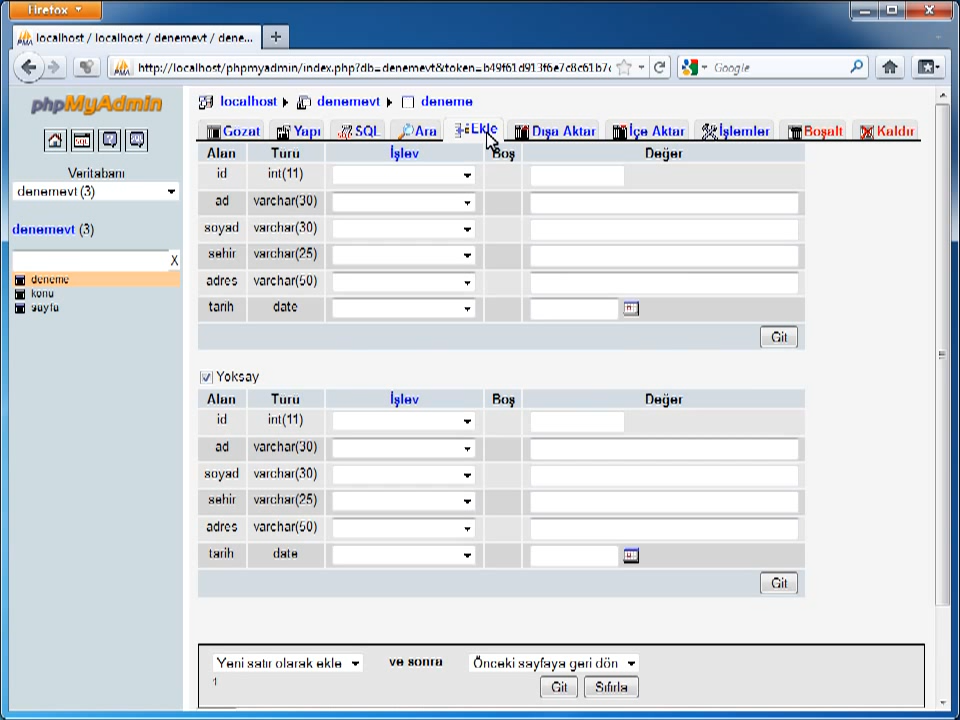 Firefox
localhost / localhost / denemevt / dene...
http://localhost/phpmyadmin/index.php?db=denemevt&token=b49f61d913f6e7c8c61b7c
Google
phpMyAdmin
localhost denemevt deneme
Gözat Yapı SQL Ara Ekle Dışa Aktar İçe Aktar İşlemler Boşalt Kaldır
Veritabanı
denemevt (3)
denemevt (3)
X
deneme
konu
sayfa
Alan Türü İşlev Boş Değer
id int(11)
ad varchar(30)
soyad varchar(30)
sehir varchar(25)
adres varchar(50)
tarih date
Git
Yoksay
Alan Türü İşlev Boş Değer
id int(11)
ad varchar(30)
soyad varchar(30)
sehir varchar(25)
adres varchar(50)
tarih date
Git
Yeni satır olarak ekle ve sonra Önceki sayfaya geri dön
1
Git Sıfırla